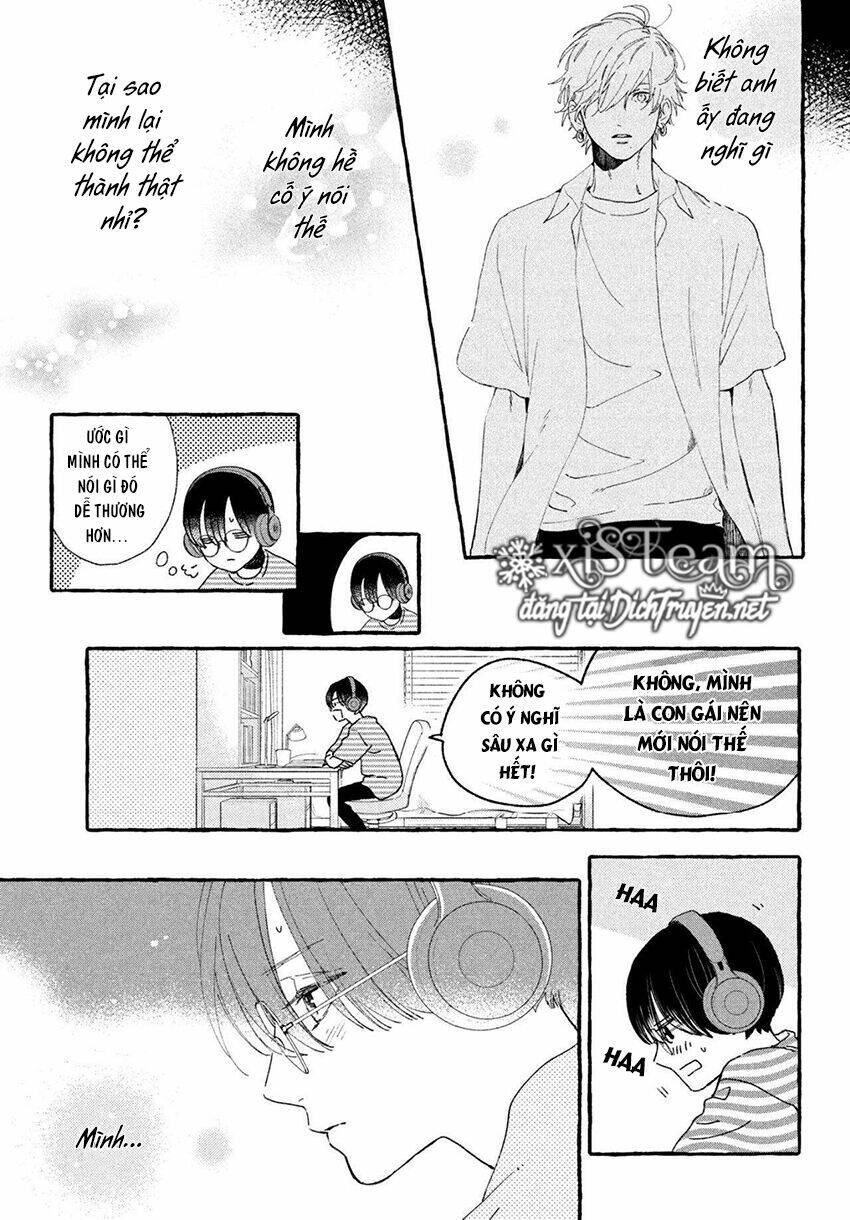 Không
biết anh
ấy đang
nghĩ gì
Mình
không hề
cố ý nói
thế
Tại sao
mình lại
không thể
thành thật
nhỉ?
ƯỚC GÌ
MÌNH CÓ THỂ
NÓI GÌ ĐÓ
DỄ THƯƠNG
HƠN...
xiSTeam
đăng tại DichTruyen.net
KHÔNG, MÌNH
LÀ CON GÁI NÊN
MỚI NÓI THẾ
THÔI!
KHÔNG
CÓ Ý NGHĨ
SÂU XA GÌ
HẾT!
HAA
HAA
Mình...